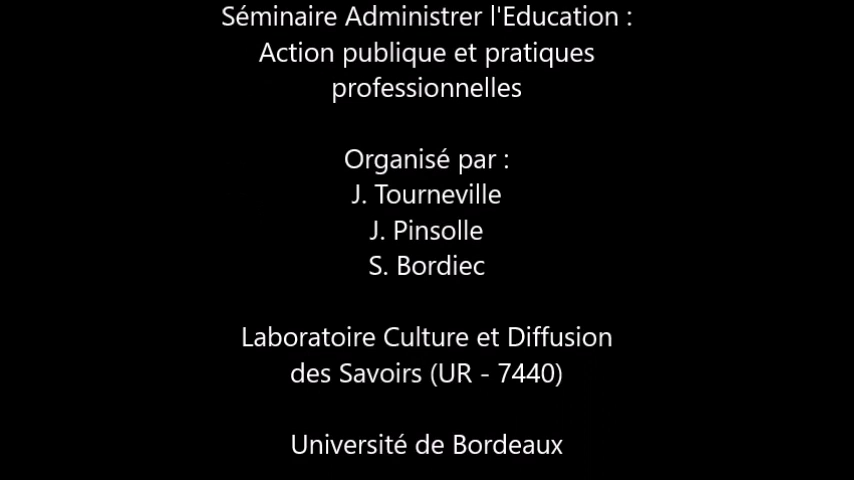 Séminaire Administrer l'Education :
Action publique et pratiques
professionnelles
Organisé par :
J. Tourneville
J. Pinsolle
S. Bordiec
Laboratoire Culture et Diffusion
des Savoirs (UR - 7440)
Université de Bordeaux